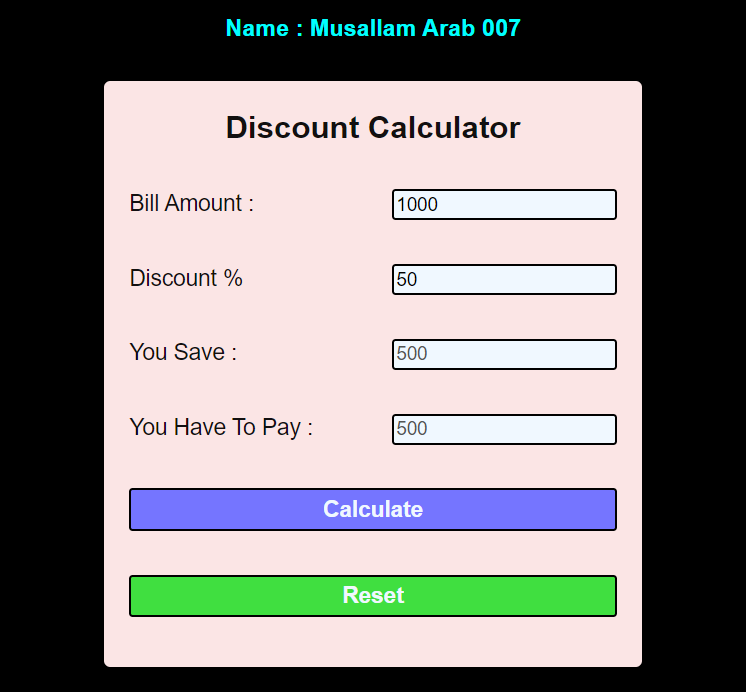 Name : Musallam Arab 007
Discount Calculator
Bill Amount : 1000
Discount % 50
You Save : 500
You Have To Pay : 500
Calculate
Reset